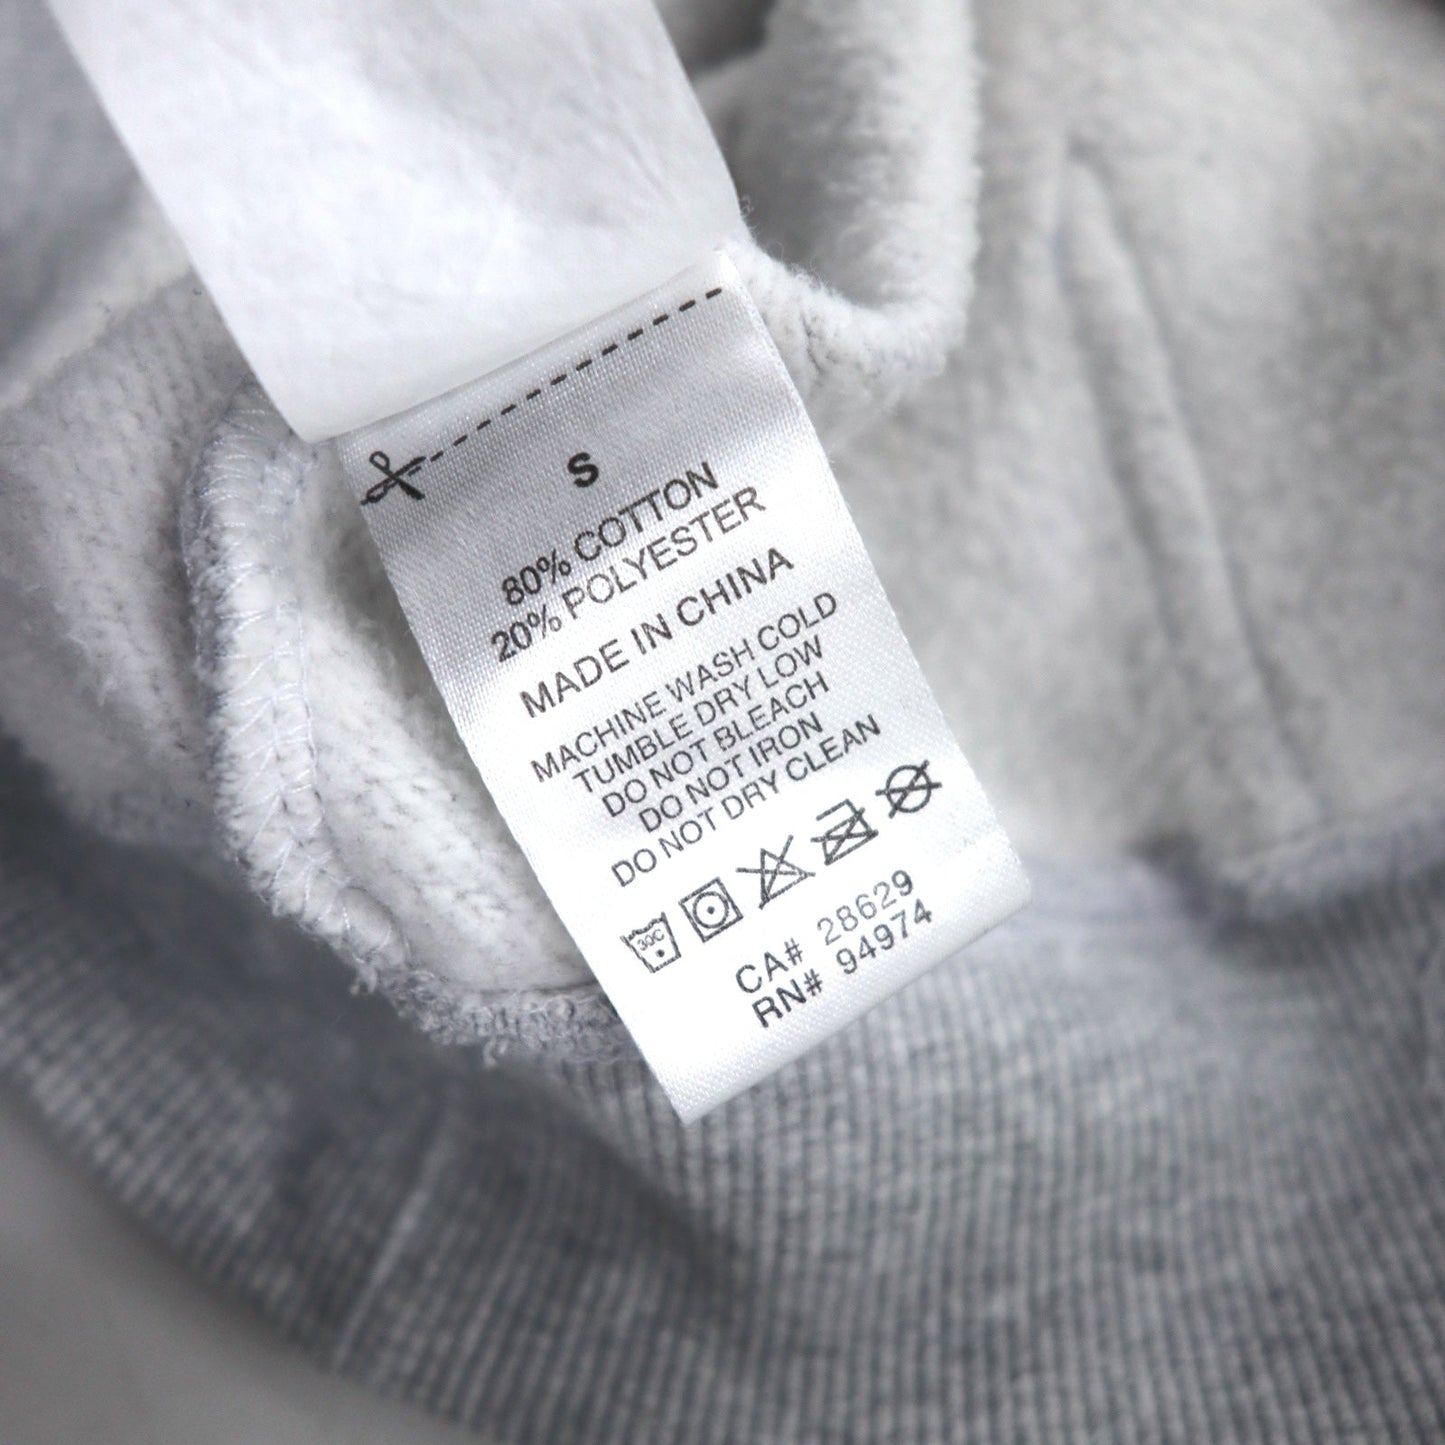 S
80% COTTON
20% POLYESTER
MADE IN CHINA
MACHINE WASH COLD
TUMBLE DRY LOW
DO NOT BLEACH
DO NOT IRON
DO NOT DRY CLEAN
30C
CA# 28629
RN# 94974